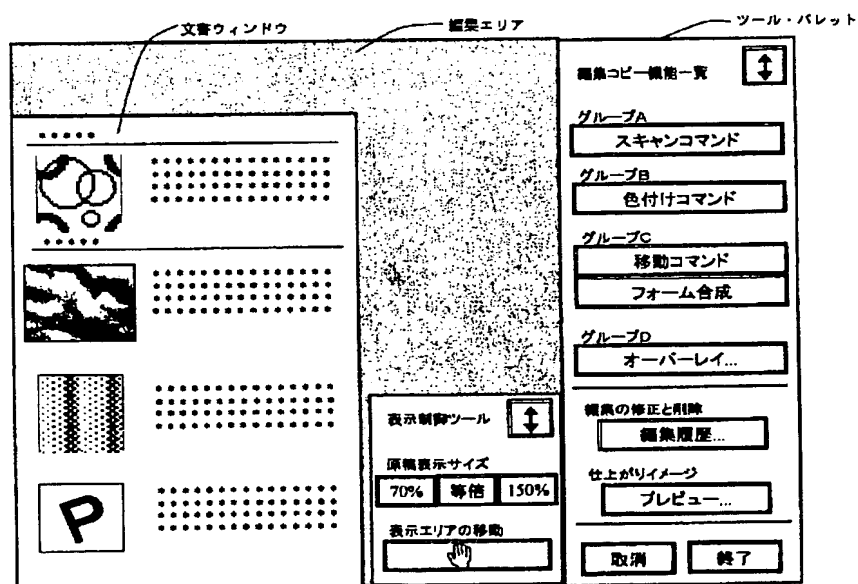 文書ウィンドウ
編集エリア
ツール・パレット
編集コピー機能一覧
グループA
スキャンコマンド
グループB
色付けコマンド
グループC
移動コマンド
フォーム合成
グループD
オーバーレイ...
編集の修正と削除
編集履歴...
仕上がりイメージ
プレビュー...
取消
終了
表示制御ツール
原稿表示サイズ
70%
等倍
150%
表示エリアの移動
P